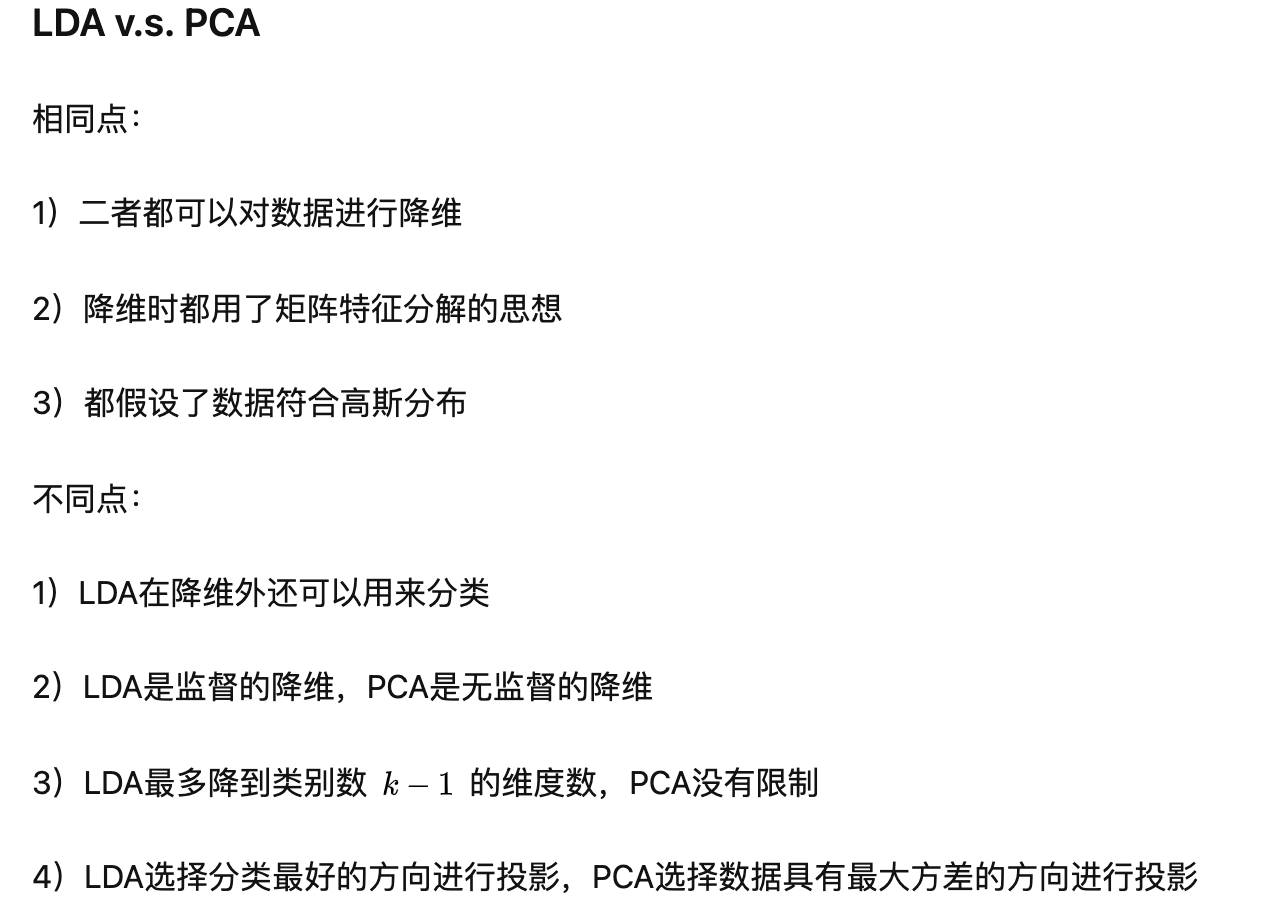 LDA v.s. PCA
相同点：
1）二者都可以对数据进行降维
2）降维时都用了矩阵特征分解的思想
3）都假设了数据符合高斯分布
不同点：
1）LDA在降维外还可以用来分类
2）LDA是监督的降维，PCA是无监督的降维
3）LDA最多降到类别数 k − 1 的维度数，PCA没有限制
4）LDA选择分类最好的方向进行投影，PCA选择数据具有最大方差的方向进行投影